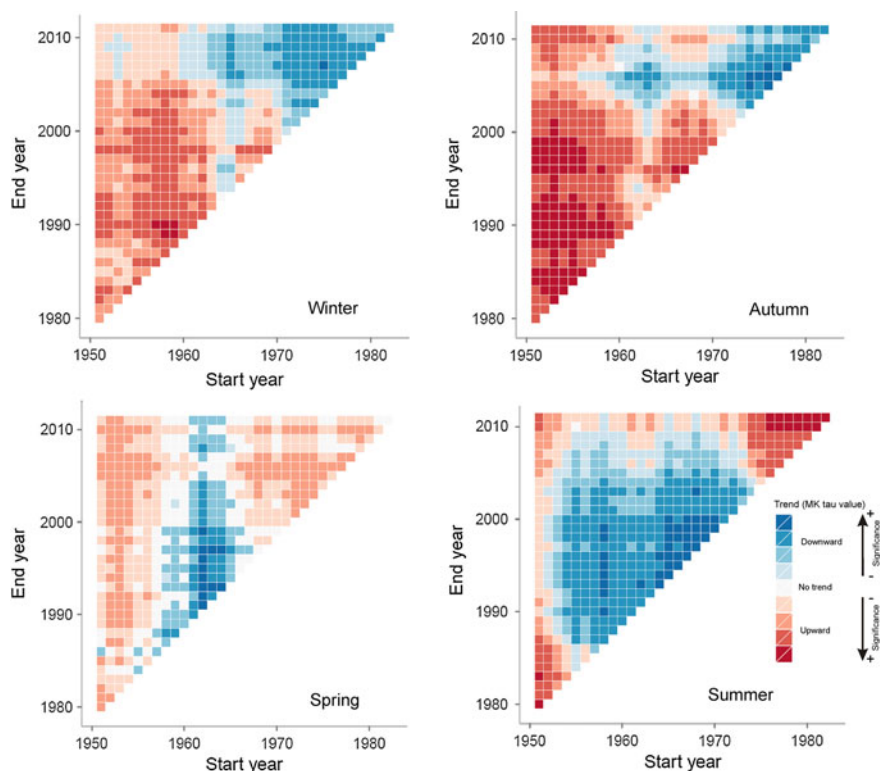 2010
2000
1990
1980
End year
Winter
1950 1960 1970 1980
Start year
2010
2000
1990
1980
End year
Autumn
1950 1960 1970 1980
Start year
2010
2000
1990
1980
End year
Spring
1950 1960 1970 1980
Start year
2010
2000
1990
1980
End year
Summer
1950 1960 1970 1980
Start year
Trend (MK tau value)
Downward
No trend
Upward
+
Significance
-
-
Significance
+